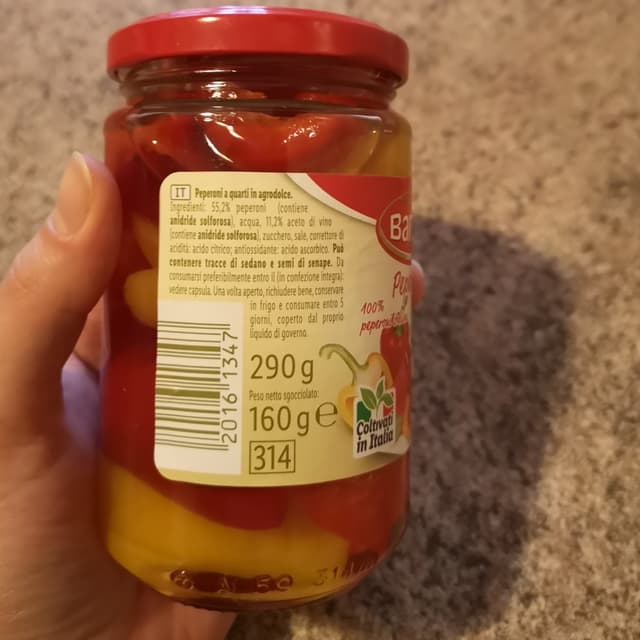 IT Peperoni a quarti in agrodolce.
Ingredienti: 55,2% peperoni (contiene
anidride solforosa), acqua, 11,2% aceto di vino
(contiene anidride solforosa), zucchero, sale, correttore di
acidità: acido citrico; antiossidante: acido ascorbico. Può
contenere tracce di sedano e semi di senape. Da
consumarsi preferibilmente entro il (in confezione integra):
vedere capsula. Una volta aperto, richiudere bene, conservare
in frigo e consumare entro 5
giorni, coperto dal proprio
liquido di governo.
290 g
Peso netto sgocciolato:
160 g e
314
20161347
Ba
Pep
100%
Coltivati
in Italia